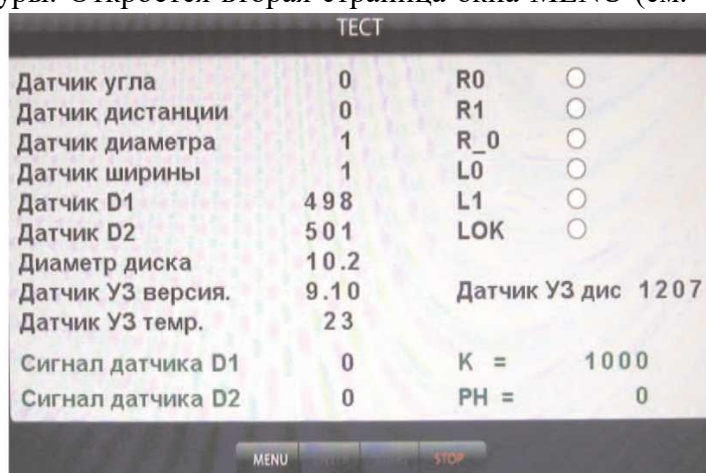 уры. Откроется вторая страница окна MENU (см.
ТЕСТ
Датчик угла 0 R0
Датчик дистанции 0 R1
Датчик диаметра 1 R_0
Датчик ширины 1 L0
Датчик D1 498 L1
Датчик D2 501 LOK
Диаметр диска 10.2
Датчик УЗ версия. 9.10 Датчик УЗ дис 1207
Датчик УЗ темр. 23
Сигнал датчика D1 0 K = 1000
Сигнал датчика D2 0 PH = 0
MENU STOP